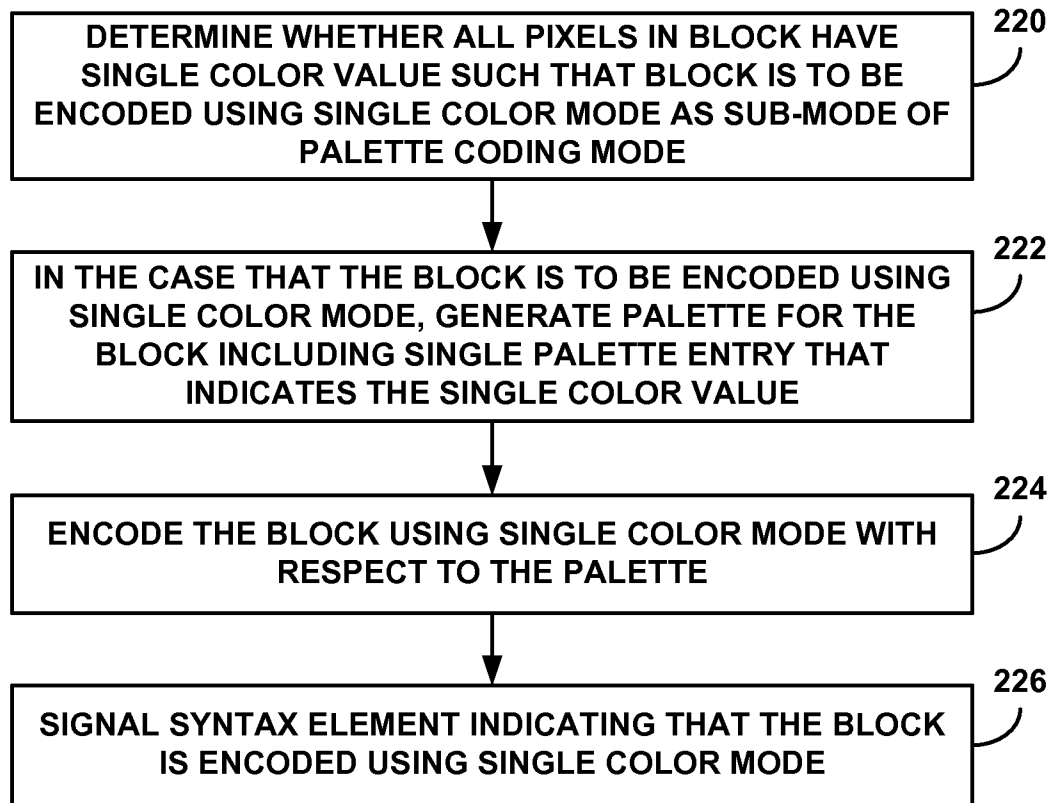 220
DETERMINE WHETHER ALL PIXELS IN BLOCK HAVE
SINGLE COLOR VALUE SUCH THAT BLOCK IS TO BE
ENCODED USING SINGLE COLOR MODE AS SUB-MODE OF
PALETTE CODING MODE
222
IN THE CASE THAT THE BLOCK IS TO BE ENCODED USING
SINGLE COLOR MODE, GENERATE PALETTE FOR THE
BLOCK INCLUDING SINGLE PALETTE ENTRY THAT
INDICATES THE SINGLE COLOR VALUE
224
ENCODE THE BLOCK USING SINGLE COLOR MODE WITH
RESPECT TO THE PALETTE
226
SIGNAL SYNTAX ELEMENT INDICATING THAT THE BLOCK
IS ENCODED USING SINGLE COLOR MODE